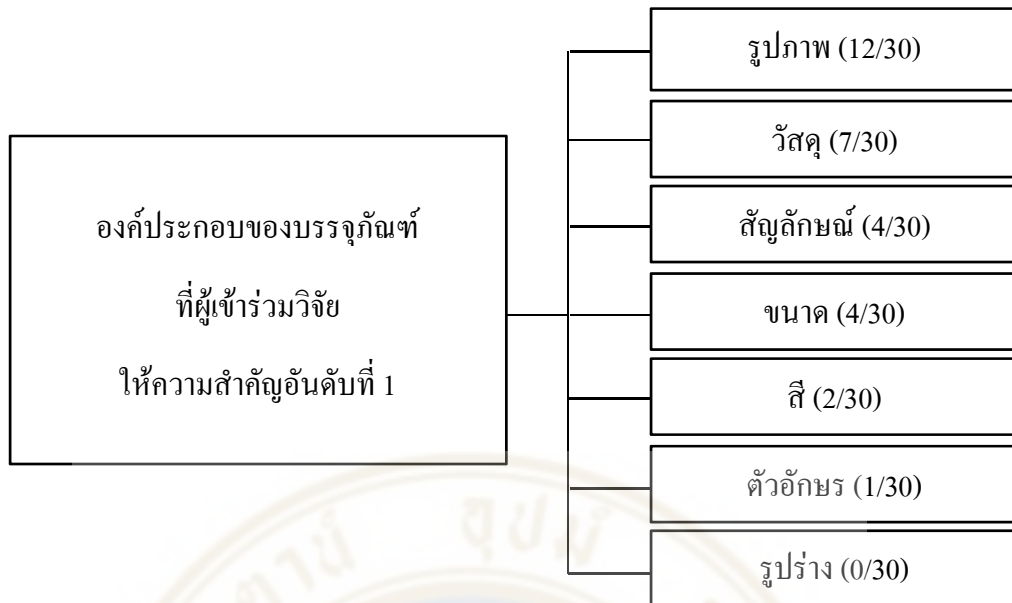 องค์ประกอบของบรรจุภัณฑ์
ที่ผู้เข้าร่วมวิจัย
ให้ความสำคัญอันดับที่ 1
รูปภาพ (12/30)
วัสดุ (7/30)
สัญลักษณ์ (4/30)
ขนาด (4/30)
สี (2/30)
ตัวอักษร (1/30)
รูปร่าง (0/30)